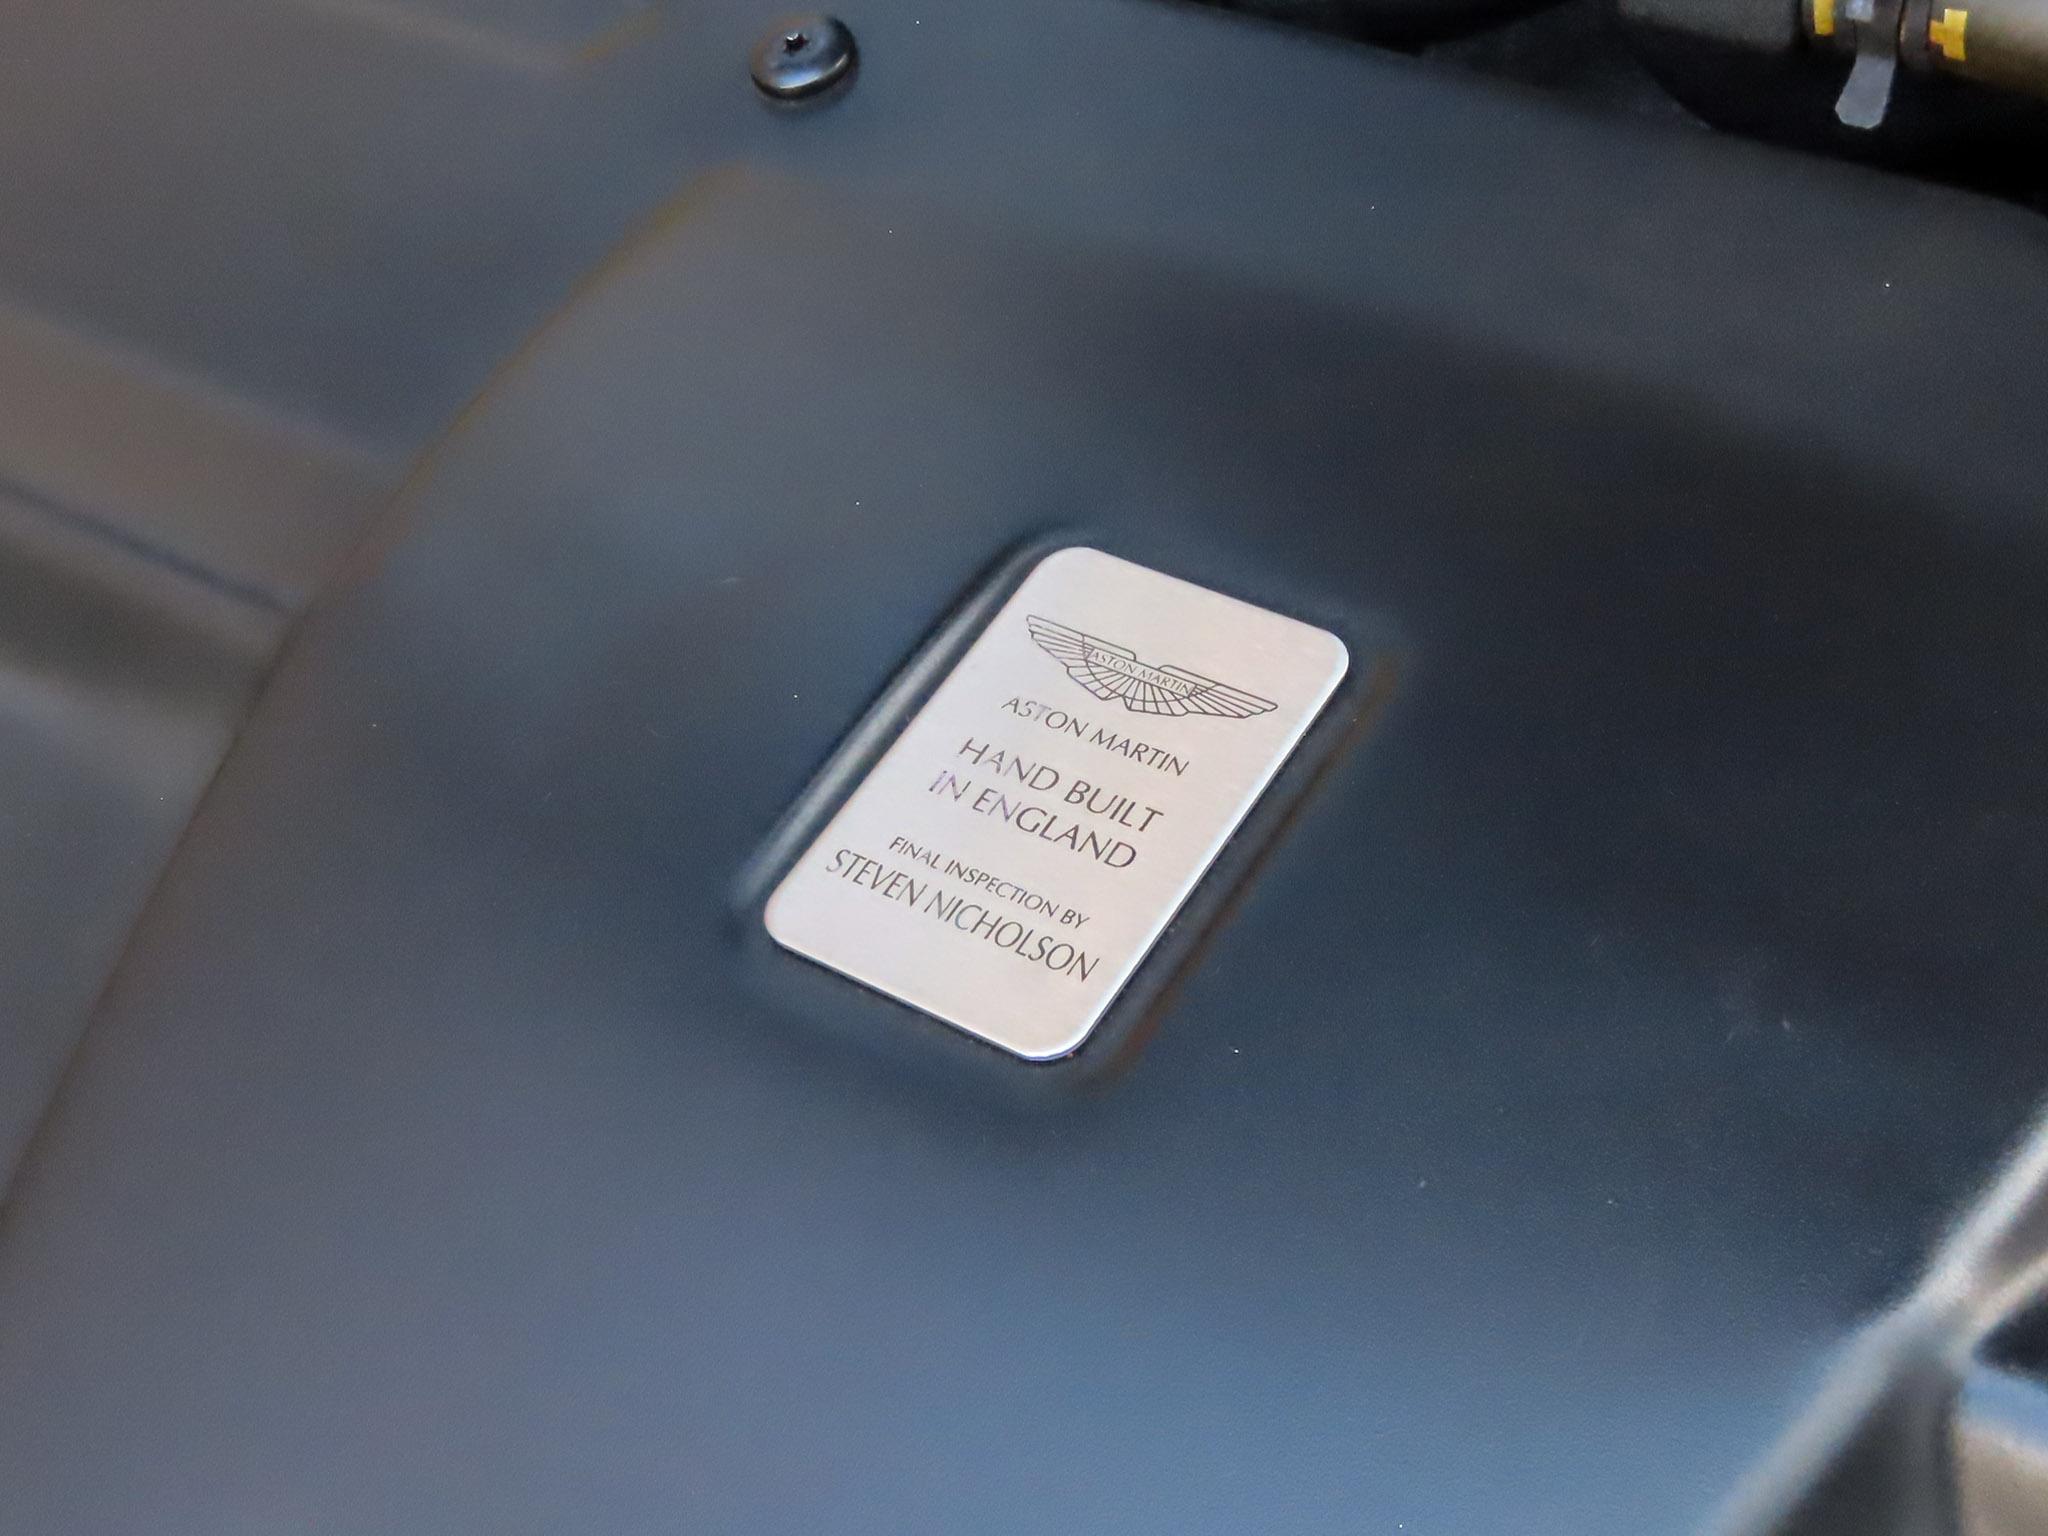 ASTON MARTIN
ASTON MARTIN
HAND BUILT
IN ENGLAND
FINAL INSPECTION BY
STEVEN NICHOLSON